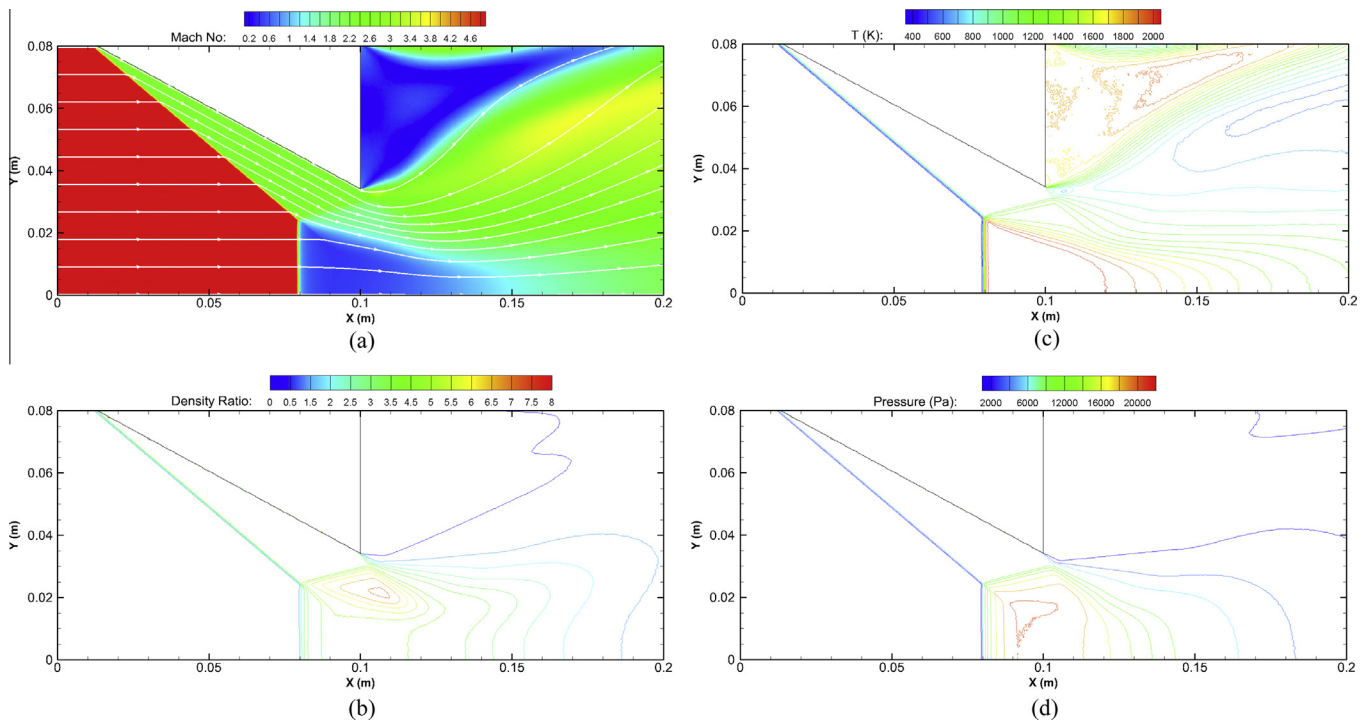 Mach No: 0.2 0.6 1 1.4 1.8 2.2 2.6 3 3.4 3.8 4.2 4.6
0.08
0.06
0.04
0.02
0
Y (m)
0 0.05 0.1 0.15 0.2
X (m)
(a)
T (K): 400 600 800 1000 1200 1400 1600 1800 2000
0.08
0.06
0.04
0.02
0
Y (m)
0 0.05 0.1 0.15 0.2
X (m)
(c)
Density Ratio: 0 0.5 1 1.5 2 2.5 3 3.5 4 4.5 5 5.5 6 6.5 7 7.5 8
0.08
0.06
0.04
0.02
0
Y (m)
0 0.05 0.1 0.15 0.2
X (m)
(b)
Pressure (Pa): 2000 6000 12000 16000 20000
0.08
0.06
0.04
0.02
0
Y (m)
0 0.05 0.1 0.15 0.2
X (m)
(d)